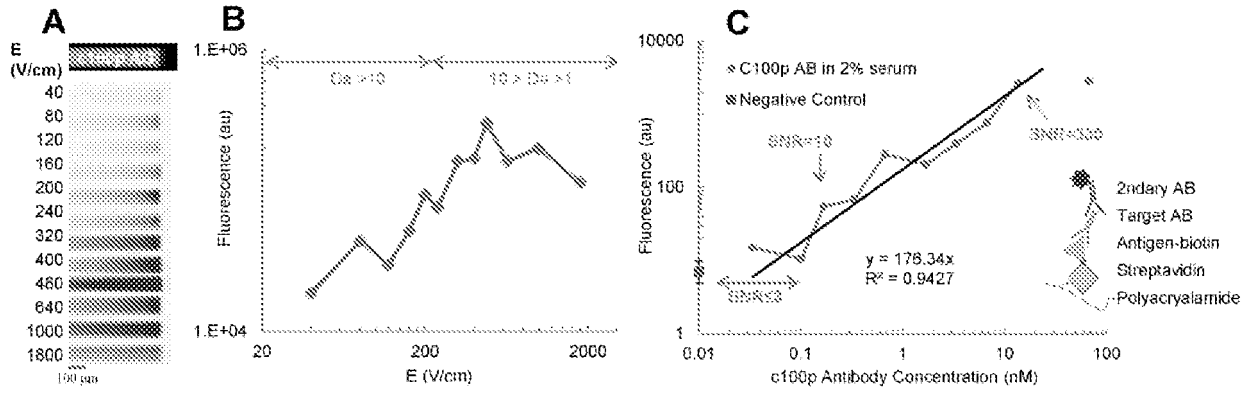 A
E
(V/cm)
40
80
120
160
200
240
320
400
480
640
1000
1800
100 μm
B
1.E+06
1.E+04
Fluorescence (au)
Da >10
10 > Da >1
20
200
2000
E (V/cm)
C
10000
100
1
Fluorescence (au)
C100p AB in 2% serum
Negative Control
SNR=10
SNR=330
SNR≤3
y = 176.34x
R² = 0.9427
2ndary AB
Target AB
Antigen-biotin
Streptavidin
Polyacryalamide
0.01
0.1
1
10
100
c100p Antibody Concentration (nM)